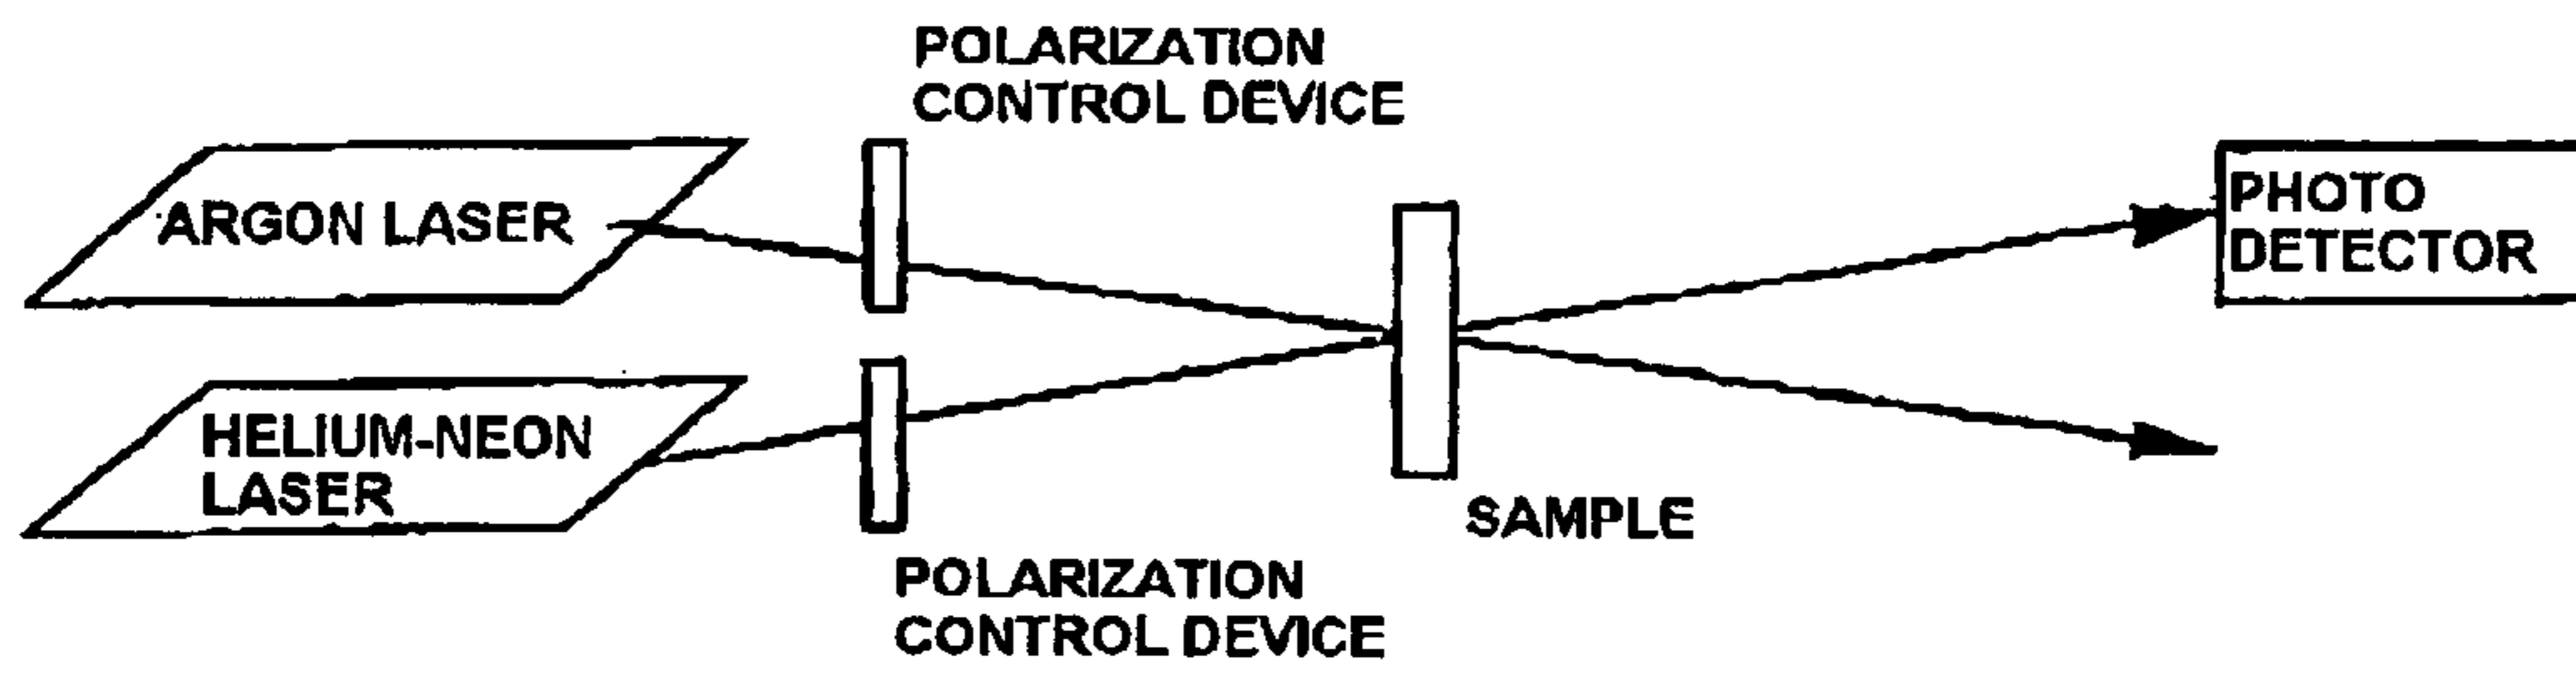 POLARIZATION
CONTROL DEVICE
ARGON LASER
PHOTO
DETECTOR
HELIUM-NEON
LASER
SAMPLE
POLARIZATION
CONTROL DEVICE